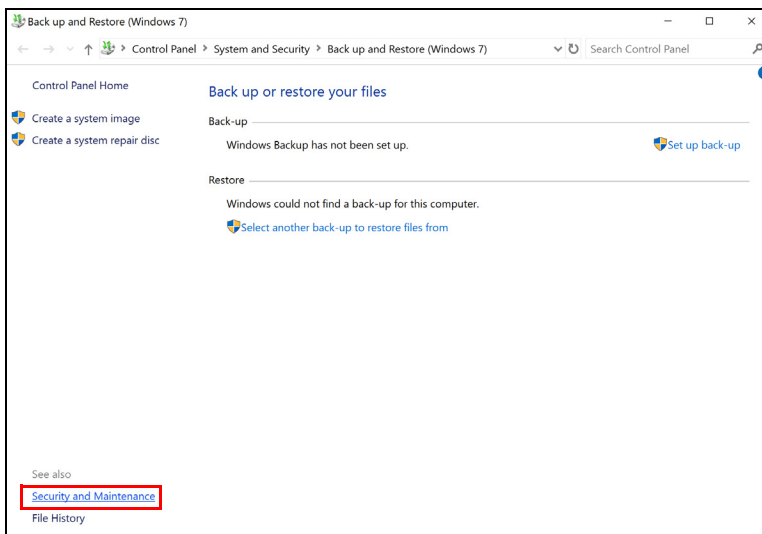 Back up and Restore (Windows 7)
Control Panel > System and Security > Back up and Restore (Windows 7)
Search Control Panel
Control Panel Home
Create a system image
Create a system repair disc
Back up or restore your files
Back-up
Windows Backup has not been set up.
Set up back-up
Restore
Windows could not find a back-up for this computer.
Select another back-up to restore files from
See also
Security and Maintenance
File History